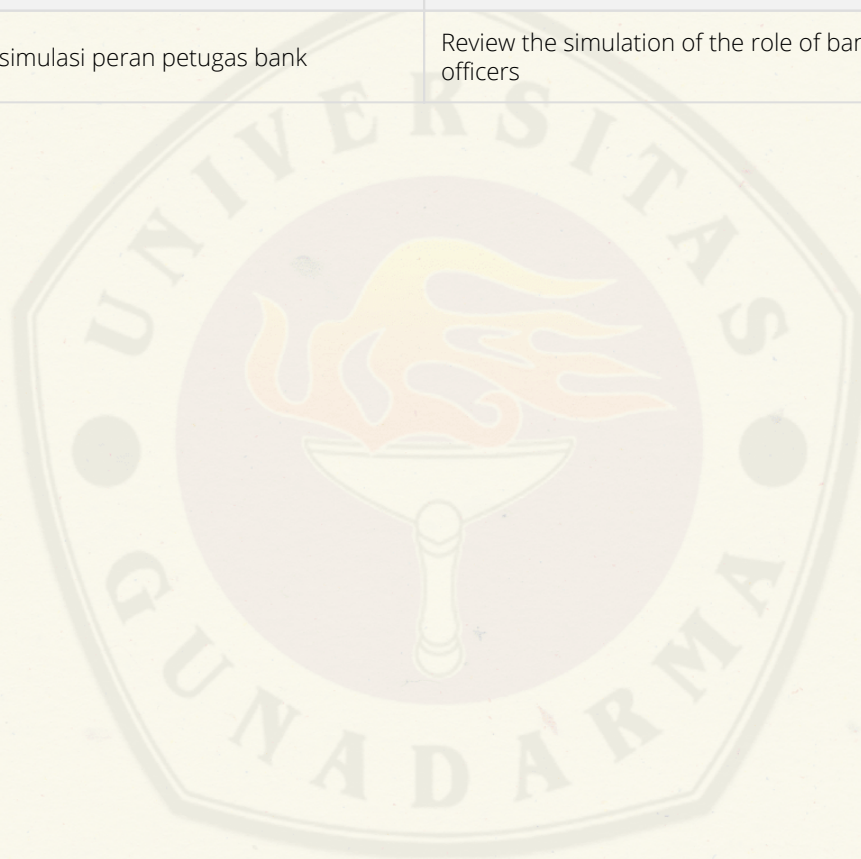 simulasi peran petugas bank
Review the simulation of the role of
officers
UNIVERSITAS
GUNADARMA